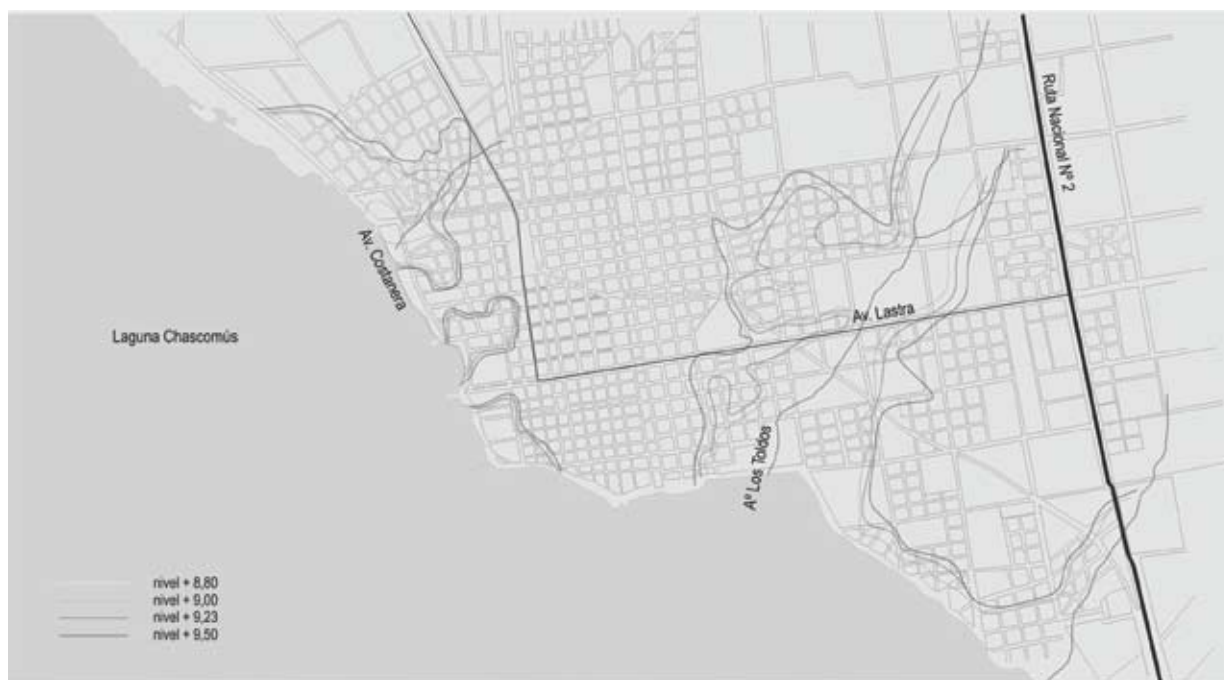 Ruta Nacional Nº 2
Av. Costanera
Av. Lastra
Laguna Chascomús
Aº Los Toldos
nivel + 8,80
nivel + 9,00
nivel + 9,23
nivel + 9,50